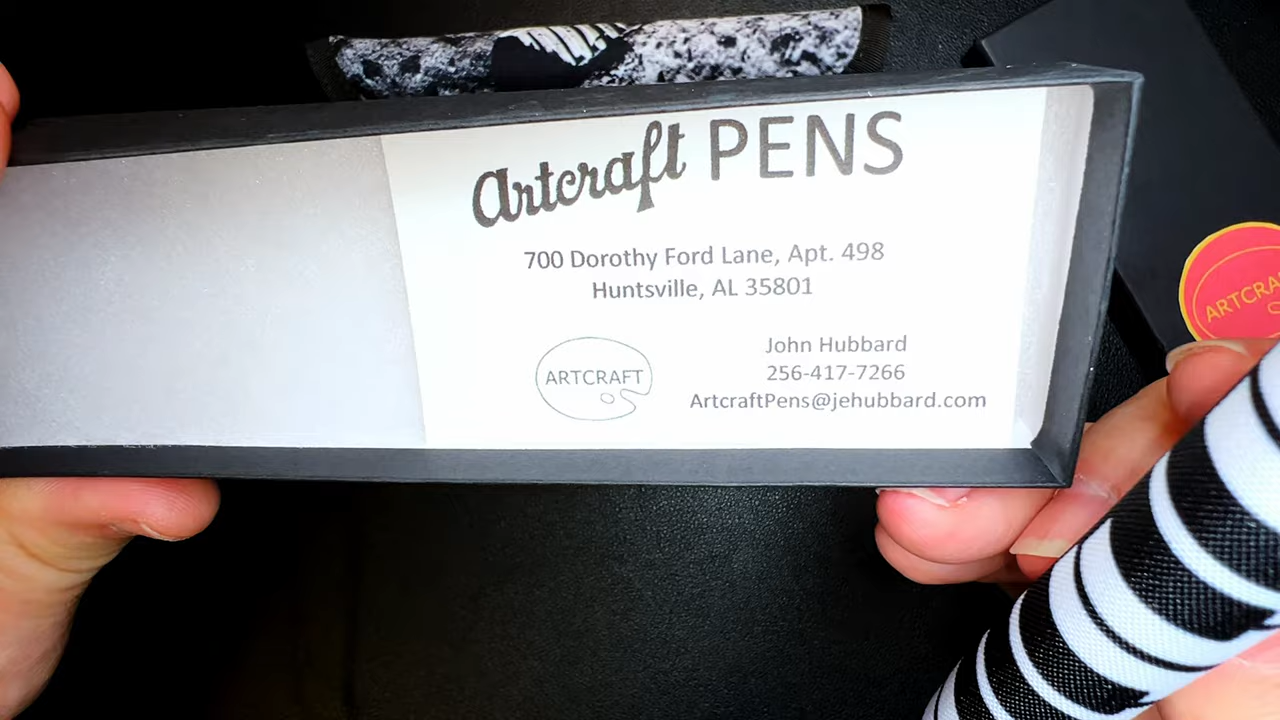 Artcraft PENS
700 Dorothy Ford Lane, Apt. 498
Huntsville, AL 35801
ARTCRAFT
John Hubbard
256-417-7266
ArtcraftPens@jehubbard.com